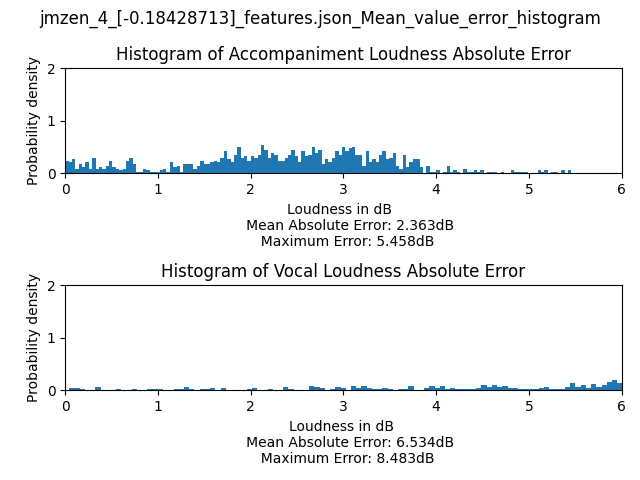 jmzen_4_[-0.18428713]_features.json_Mean_value_error_histogram
Histogram of Accompaniment Loudness Absolute Error
Probability density
2
1
0
0 1 2 3 4 5 6
Loudness in dB
Mean Absolute Error: 2.363dB
Maximum Error: 5.458dB
Histogram of Vocal Loudness Absolute Error
Probability density
2
1
0
0 1 2 3 4 5 6
Loudness in dB
Mean Absolute Error: 6.534dB
Maximum Error: 8.483dB